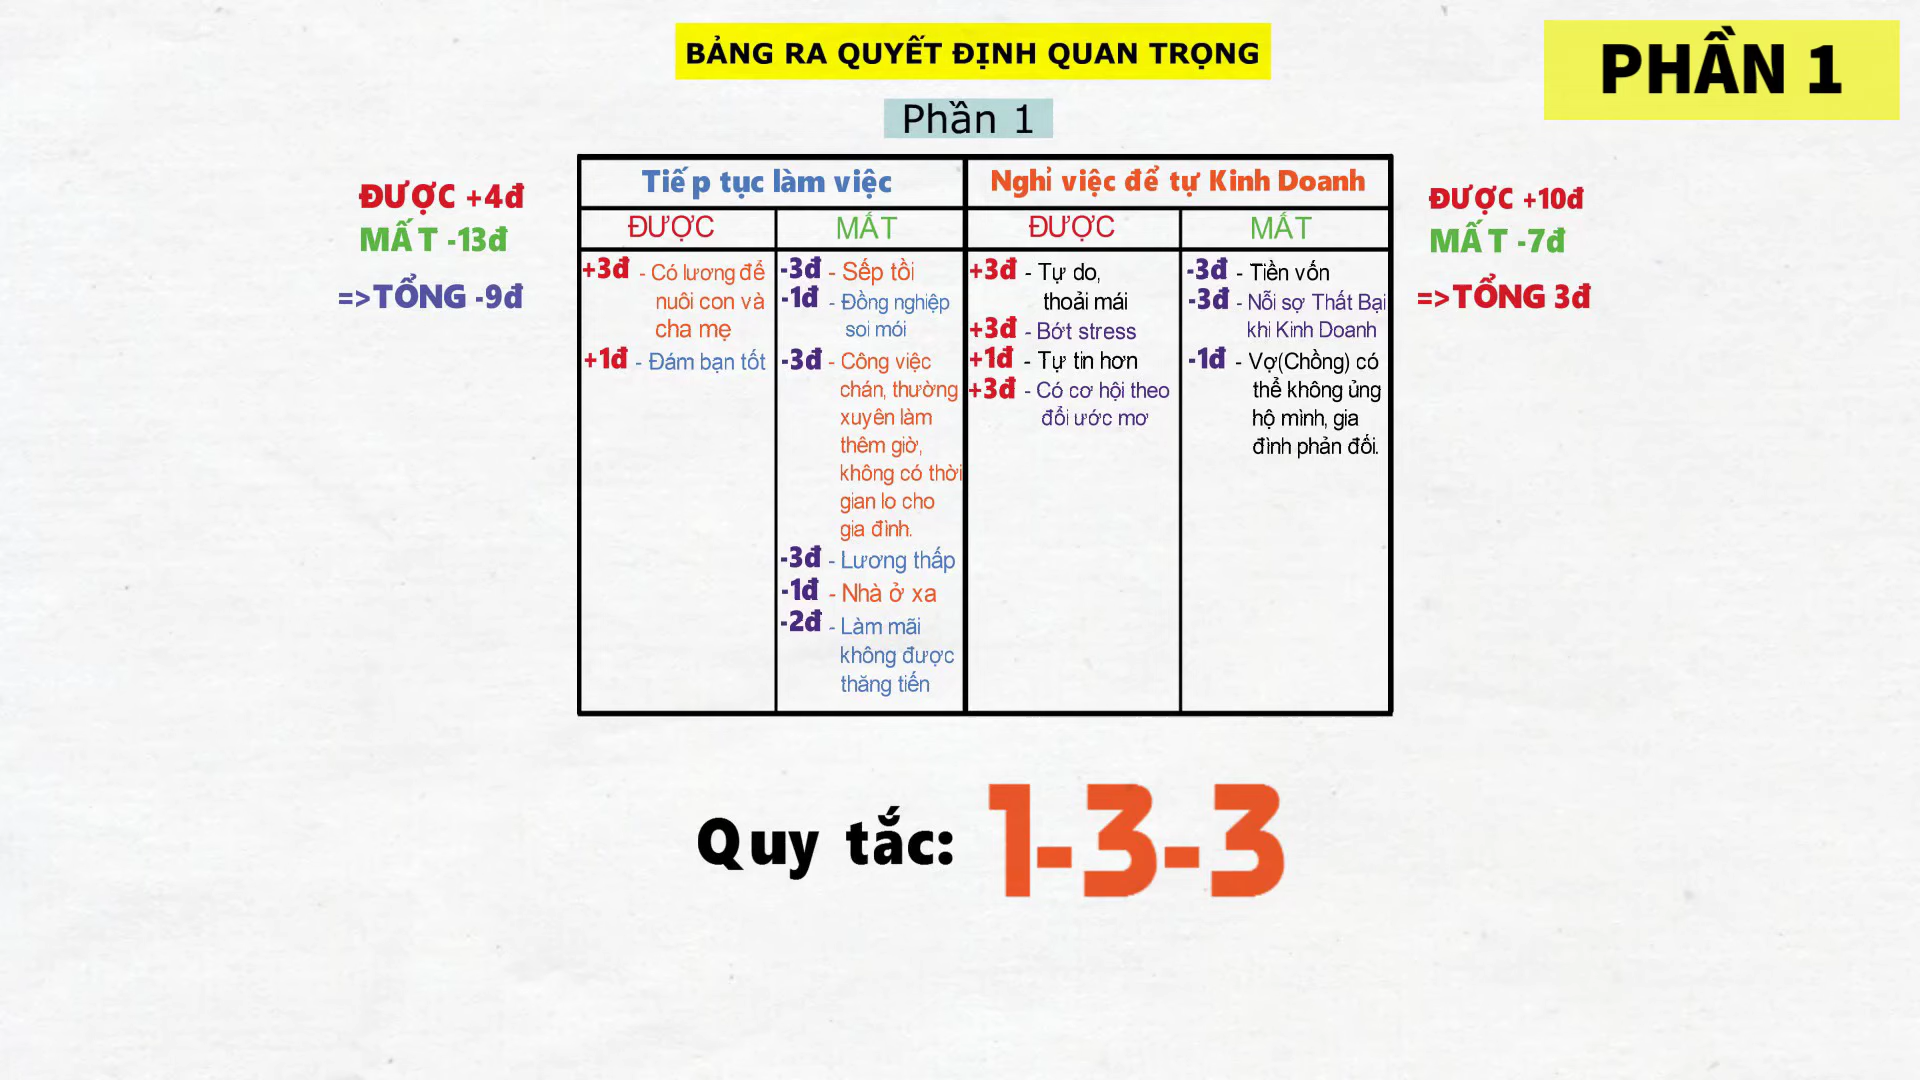 BẢNG RA QUYẾT ĐỊNH QUAN TRỌNG
PHẦN 1
Phần 1
ĐƯỢC +4đ
MẤT -13đ
=>TỔNG -9đ
Tiếp tục làm việc
ĐƯỢC
+3đ - Có lương để
nuôi con và
cha mẹ
+1đ - Đám bạn tốt
MẤT
-3đ - Sếp tồi
-1đ - Đồng nghiệp
soi mói
-3đ - Công việc
chán, thường
xuyên làm
thêm giờ,
không có thời
gian lo cho
gia đình.
-3đ - Lương thấp
-1đ - Nhà ở xa
-2đ - Làm mãi
không được
thăng tiến
Nghỉ việc để tự Kinh Doanh
ĐƯỢC
+3đ - Tự do,
thoải mái
+3đ - Bớt stress
+1đ - Tự tin hơn
+3đ - Có cơ hội theo
đổi ước mơ
MẤT
-3đ - Tiền vốn
-3đ - Nỗi sợ Thất Bại
khi Kinh Doanh
-1đ - Vợ(Chồng) có
thể không ủng
hộ mình, gia
đình phản đối.
ĐƯỢC +10đ
MẤT -7đ
=>TỔNG 3đ
Quy tắc: 1-3-3